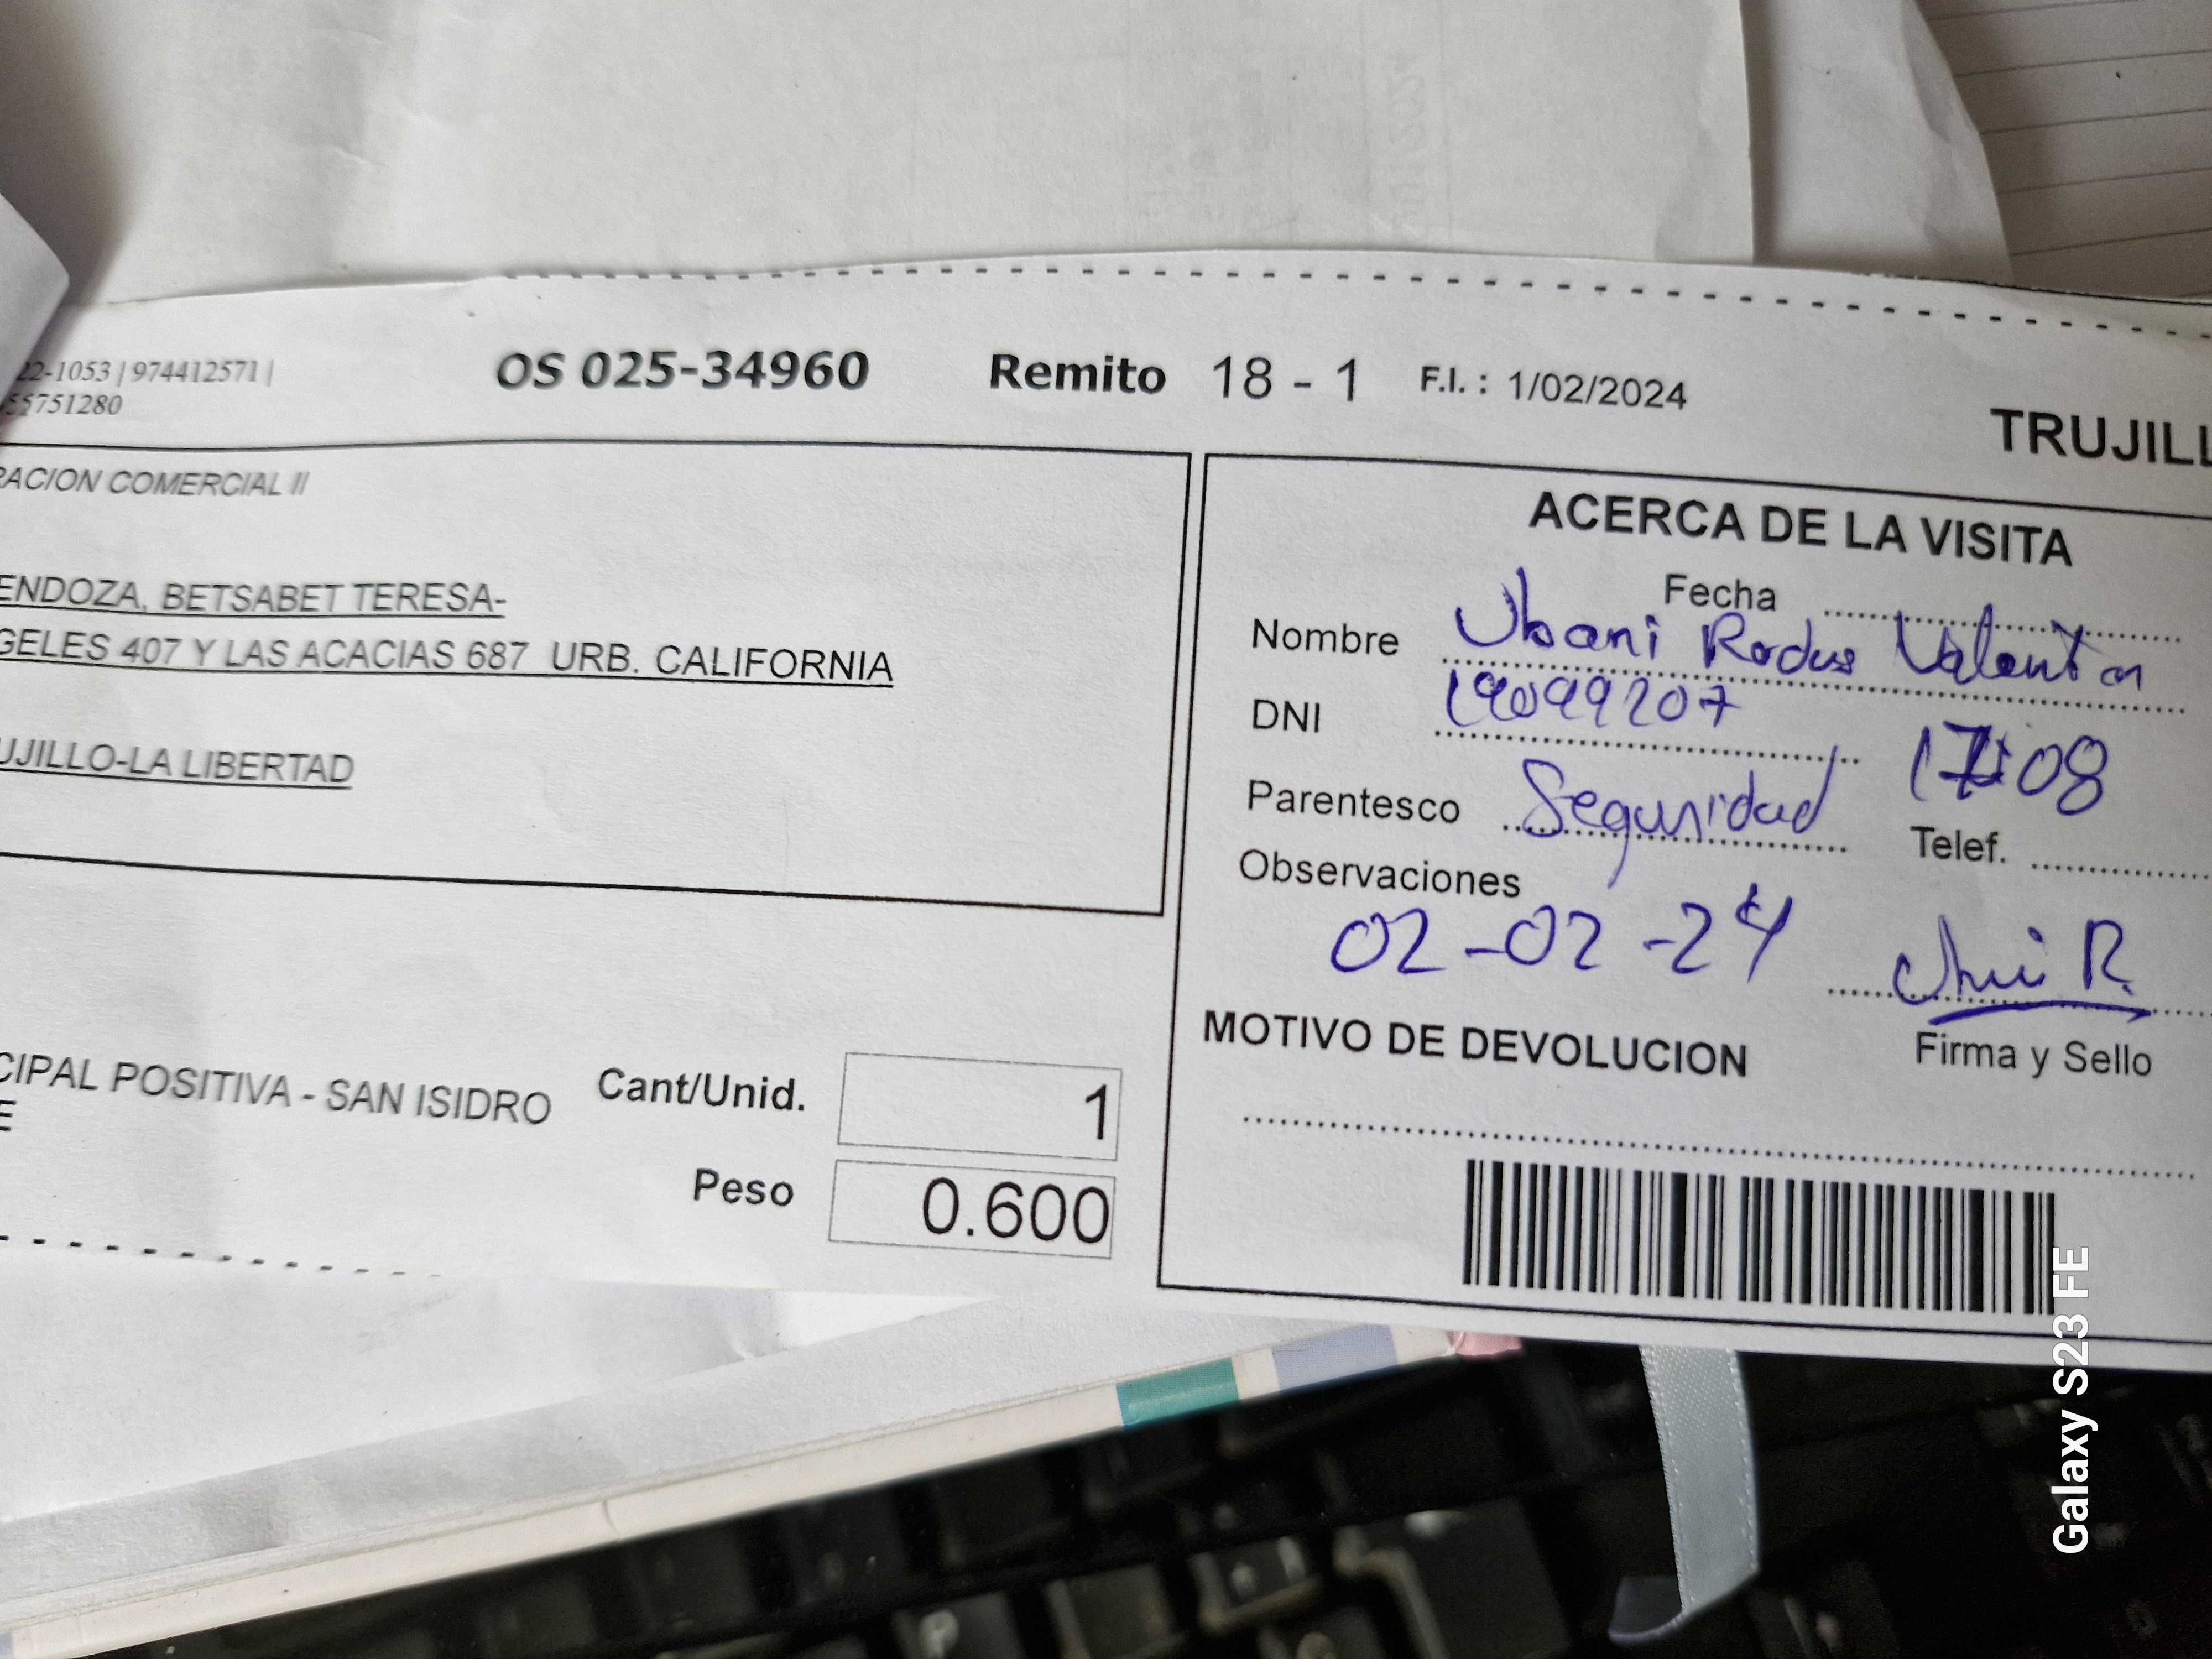 22-1053 | 974412571 |
55751280
OS 025-34960 Remito 18 - 1 F.I. : 1/02/2024
TRUJILL
RACION COMERCIAL II
ENDOZA, BETSABET TERESA-
GELES 407 Y LAS ACACIAS 687 URB. CALIFORNIA
UJILLO-LA LIBERTAD
CIPAL POSITIVA - SAN ISIDRO
E
Cant/Unid. 1
Peso 0.600
ACERCA DE LA VISITA
Fecha
Nombre Ubani Valentin
DNI 19099207
17:08
Parentesco Seguridad
Telef.
Observaciones
02-02-24
Firma y Sello
MOTIVO DE DEVOLUCION
Galaxy S23 FE